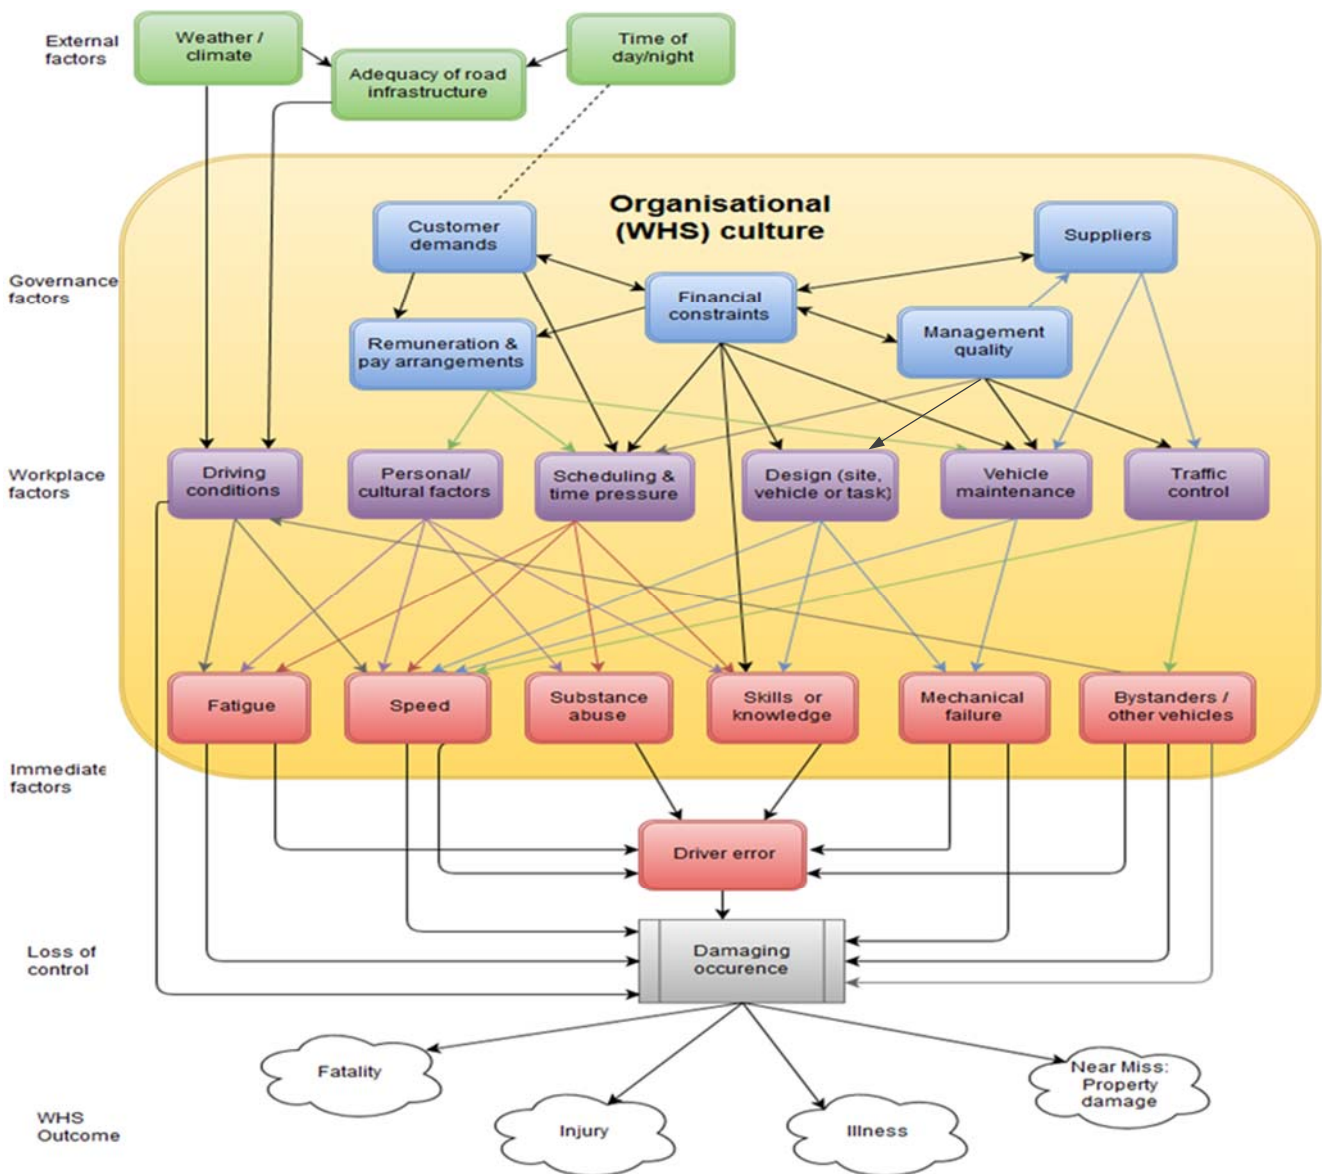 External
factors
Weather /
climate
Adequacy of road
infrastructure
Time of
day/night
Organisational
(WHS) culture
Governance
factors
Customer
demands
Suppliers
Financial
constraints
Remuneration &
pay arrangements
Management
quality
Workplace
factors
Driving
conditions
Personal/
cultural factors
Scheduling &
time pressure
Design (site,
vehicle or task)
Vehicle
maintenance
Traffic
control
Fatigue
Speed
Substance
abuse
Skills or
knowledge
Mechanical
failure
Bystanders /
other vehicles
Immediate
factors
Driver error
Loss of
control
Damaging
occurence
WHS
Outcome
Fatality
Injury
Illness
Near Miss:
Property
damage